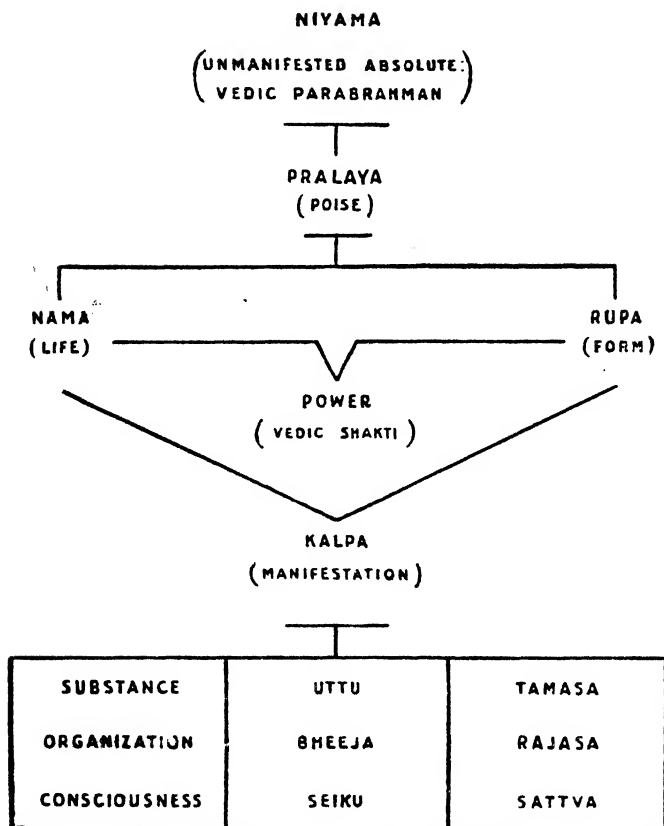 NIYAMA
(UNMANIFESTED ABSOLUTE:
VEDIC PARABRAHMAN)
PRALAYA
(POISE)
NAMA
(LIFE)
RUPA
(FORM)
POWER
(VEDIC SHAKTI)
KALPA
(MANIFESTATION)
SUBSTANCE UTTU TAMASA
ORGANIZATION BHEEJA RAJASA
CONSCIOUSNESS SEIKU SATTVA